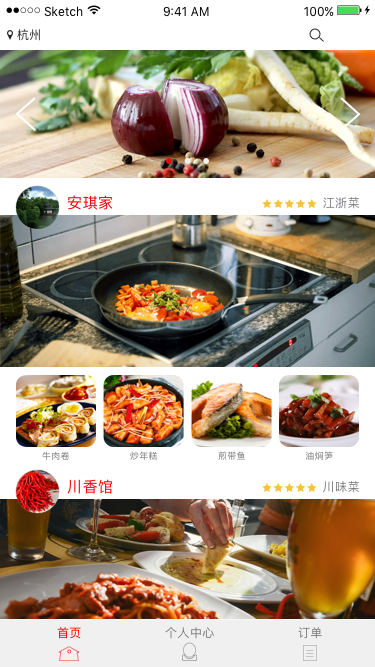 Sketch 9:41 AM 100%
杭州
安琪家 江浙菜
牛肉卷 炒年糕 煎带鱼 油焖笋
川香馆 川味菜
首页 个人中心 订单